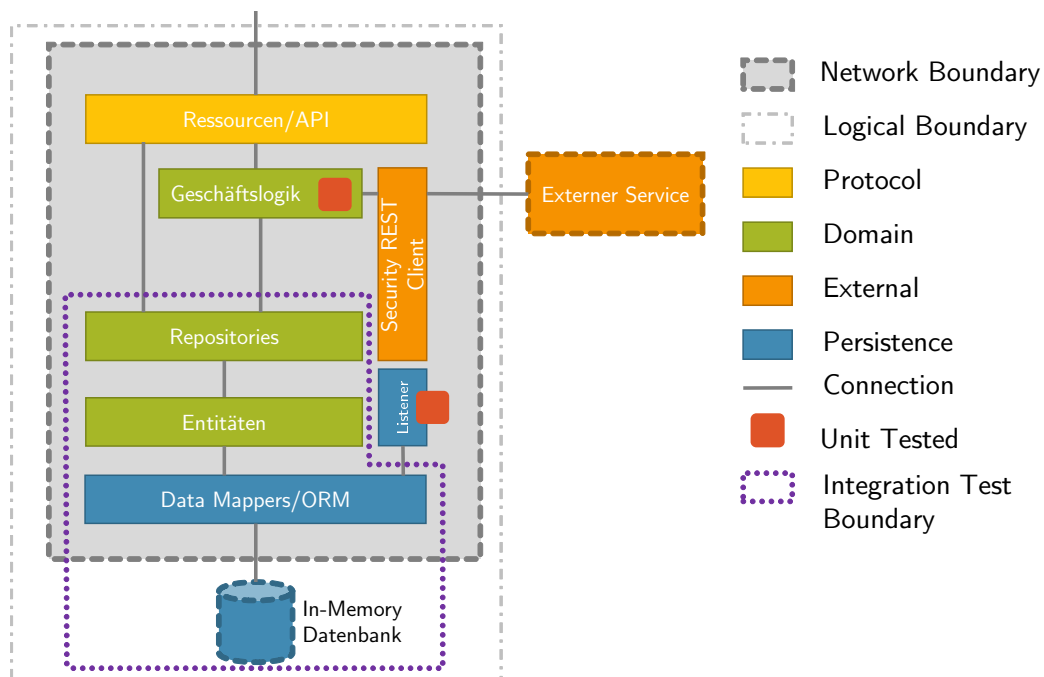 Ressourcen/API
Geschäftslogik
Security REST
Client
Externer Service
Repositories
Listener
Entitäten
Data Mappers/ORM
In-Memory
Datenbank
Network Boundary
Logical Boundary
Protocol
Domain
External
Persistence
Connection
Unit Tested
Integration Test
Boundary